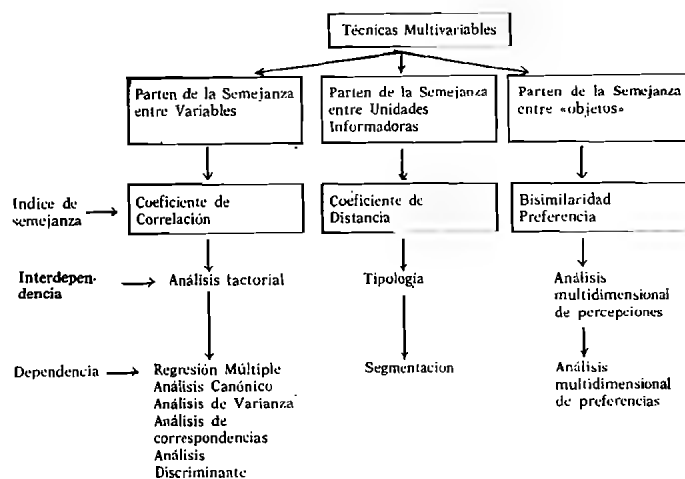 Técnicas Multivariables
Parten de la Semejanza
entre Variables
Parten de la Semejanza
entre Unidades
Informadoras
Parten de la Semejanza
entre «objetos»
Indice de
semejanza
Coeficiente de
Correlación
Coeficiente de
Distancia
Bisimilaridad
Preferencia
Interdepen-
dencia
Análisis factorial
Tipología
Análisis
multidimensional
de percepciones
Dependencia
Regresión Múltiple
Análisis Canónico
Análisis de Varianza
Análisis de
correspondencias
Análisis
Discriminante
Segmentacion
Análisis
multidimensional
de preferencias